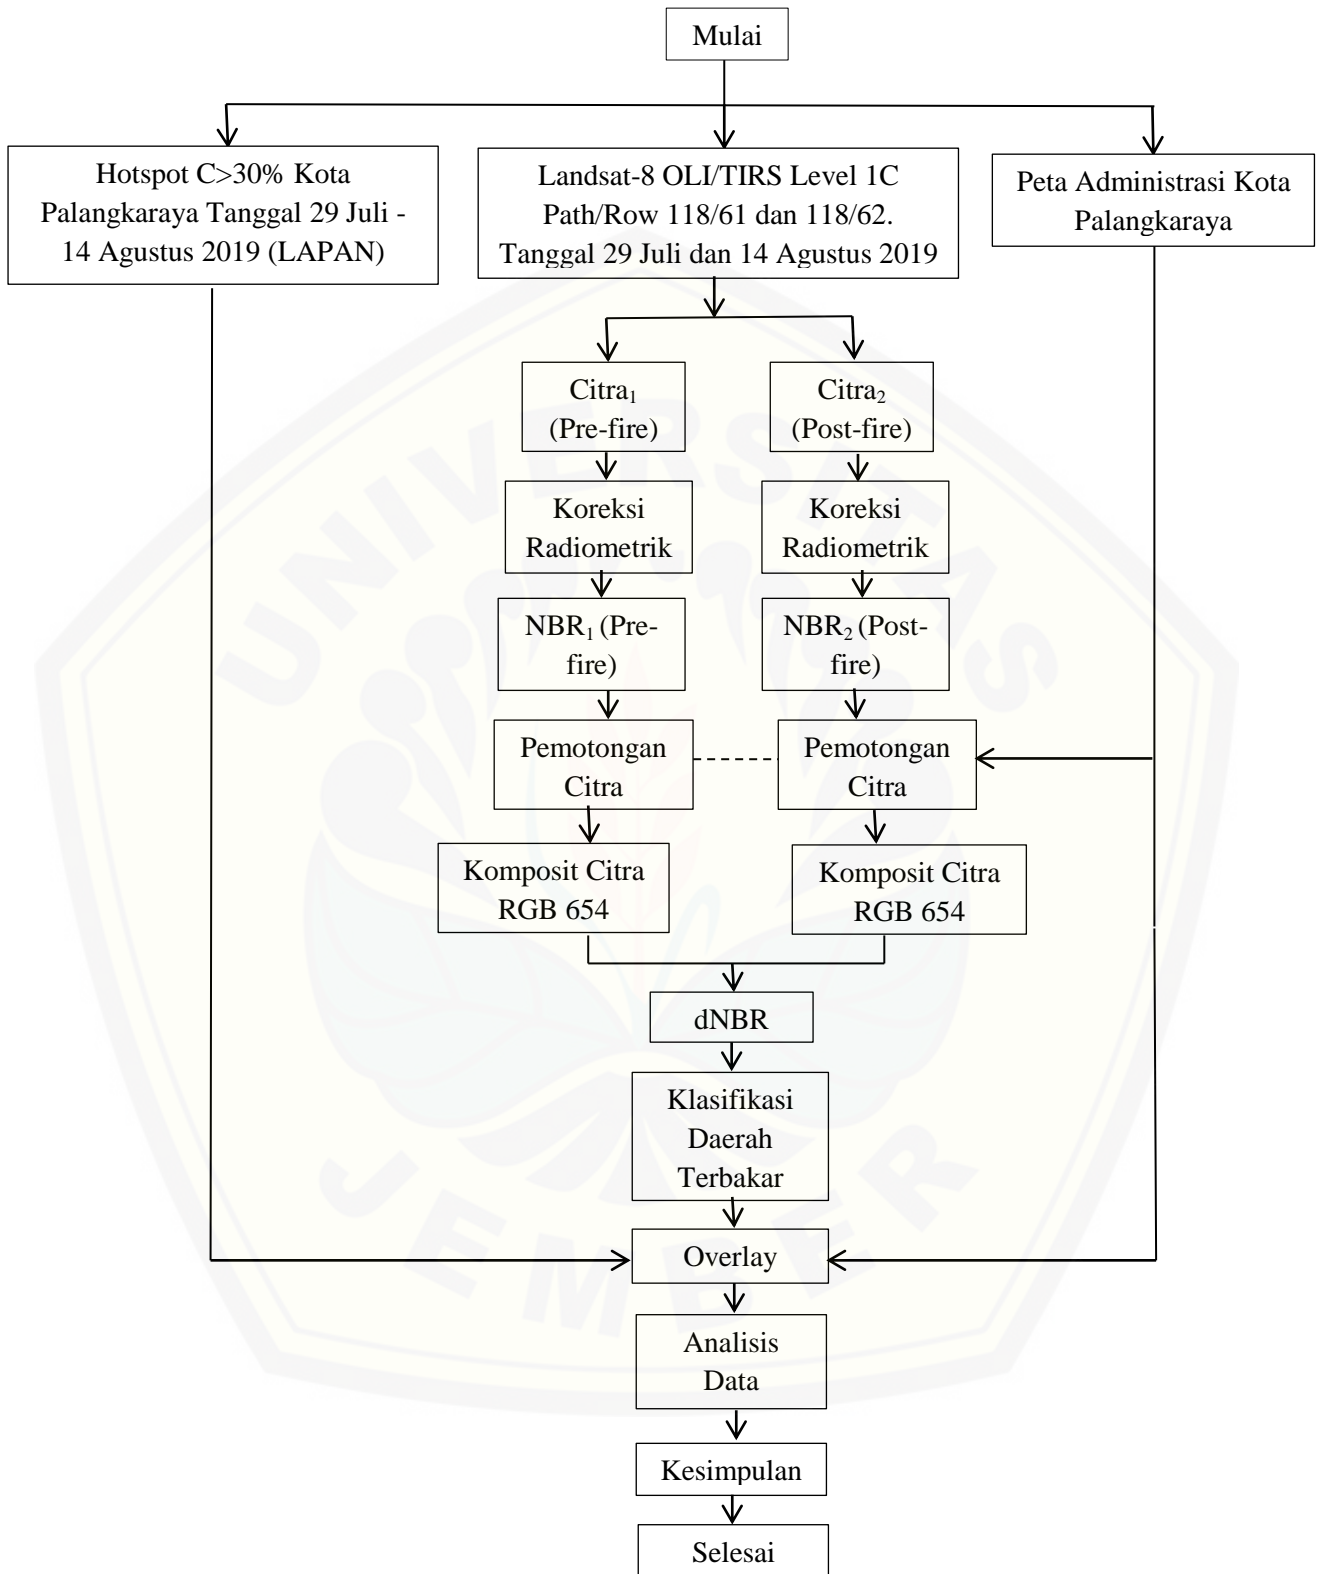 Mulai
Hotspot C>30% Kota
Palangkaraya Tanggal 29 Juli -
14 Agustus 2019 (LAPAN)
Landsat-8 OLI/TIRS Level 1C
Path/Row 118/61 dan 118/62.
Tanggal 29 Juli dan 14 Agustus 2019
Peta Administrasi Kota
Palangkaraya
Citra₁
(Pre-fire)
Citra₂
(Post-fire)
Koreksi
Radiometrik
Koreksi
Radiometrik
NBR₁ (Pre-
fire)
NBR₂ (Post-
fire)
Pemotongan
Citra
Pemotongan
Citra
Komposit Citra
RGB 654
Komposit Citra
RGB 654
dNBR
Klasifikasi
Daerah
Terbakar
Overlay
Analisis
Data
Kesimpulan
Selesai
UNIVERSITAS
JEMBER